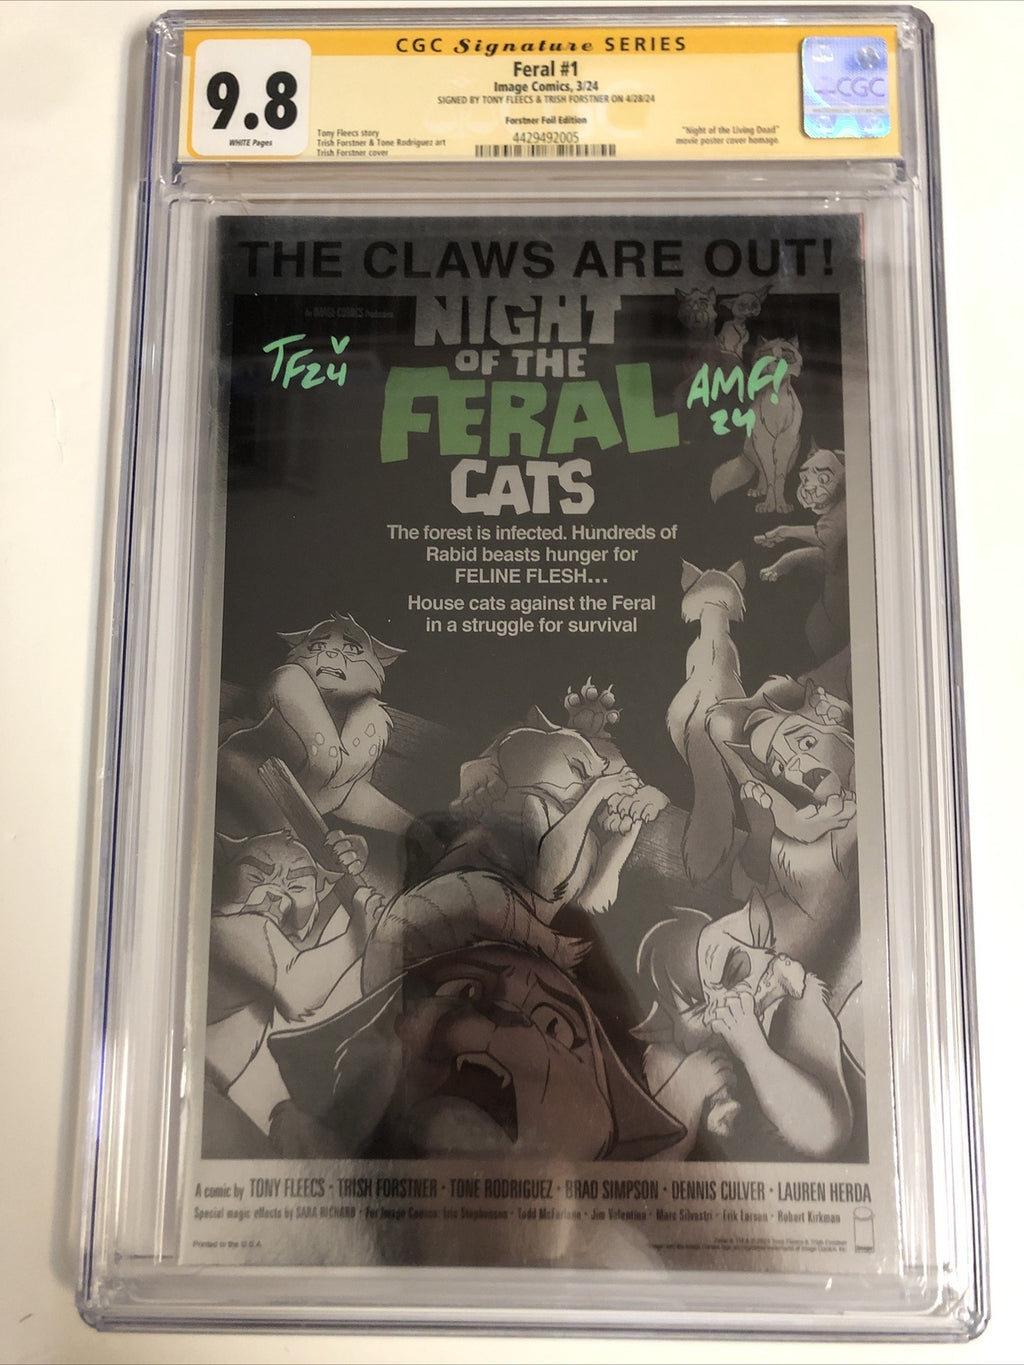 CGC Signature SERIES
9.8
WHITE Pages
Feral #1
Image Comics, 3/24
SIGNED BY TONY FLEECS & TRISH FORSTNER ON 4/28/24
Forstner Foil Edition
4429492005
Tony Fleecs story
Trish Forstner & Tone Rodriguez art
Trish Forstner cover
"Night of the Living Dead"
movie poster cover homage.
CGC
THE CLAWS ARE OUT!
An IMAGE COMICS Production
NIGHT
OF THE
FERAL
CATS
TF24
AMF!
24
The forest is infected. Hundreds of
Rabid beasts hunger for
FELINE FLESH...
House cats against the Feral
in a struggle for survival
A comic by TONY FLEECS • TRISH FORSTNER • TONE RODRIGUEZ • BRAD SIMPSON • DENNIS CULVER • LAUREN HERDA
Special magic effects by SARA RICHARD • For Image Comics: Eric Stephenson • Todd McFarlane • Jim Valentino • Marc Silvestri • Erik Larsen • Robert Kirkman
Printed in the U.S.A.
image